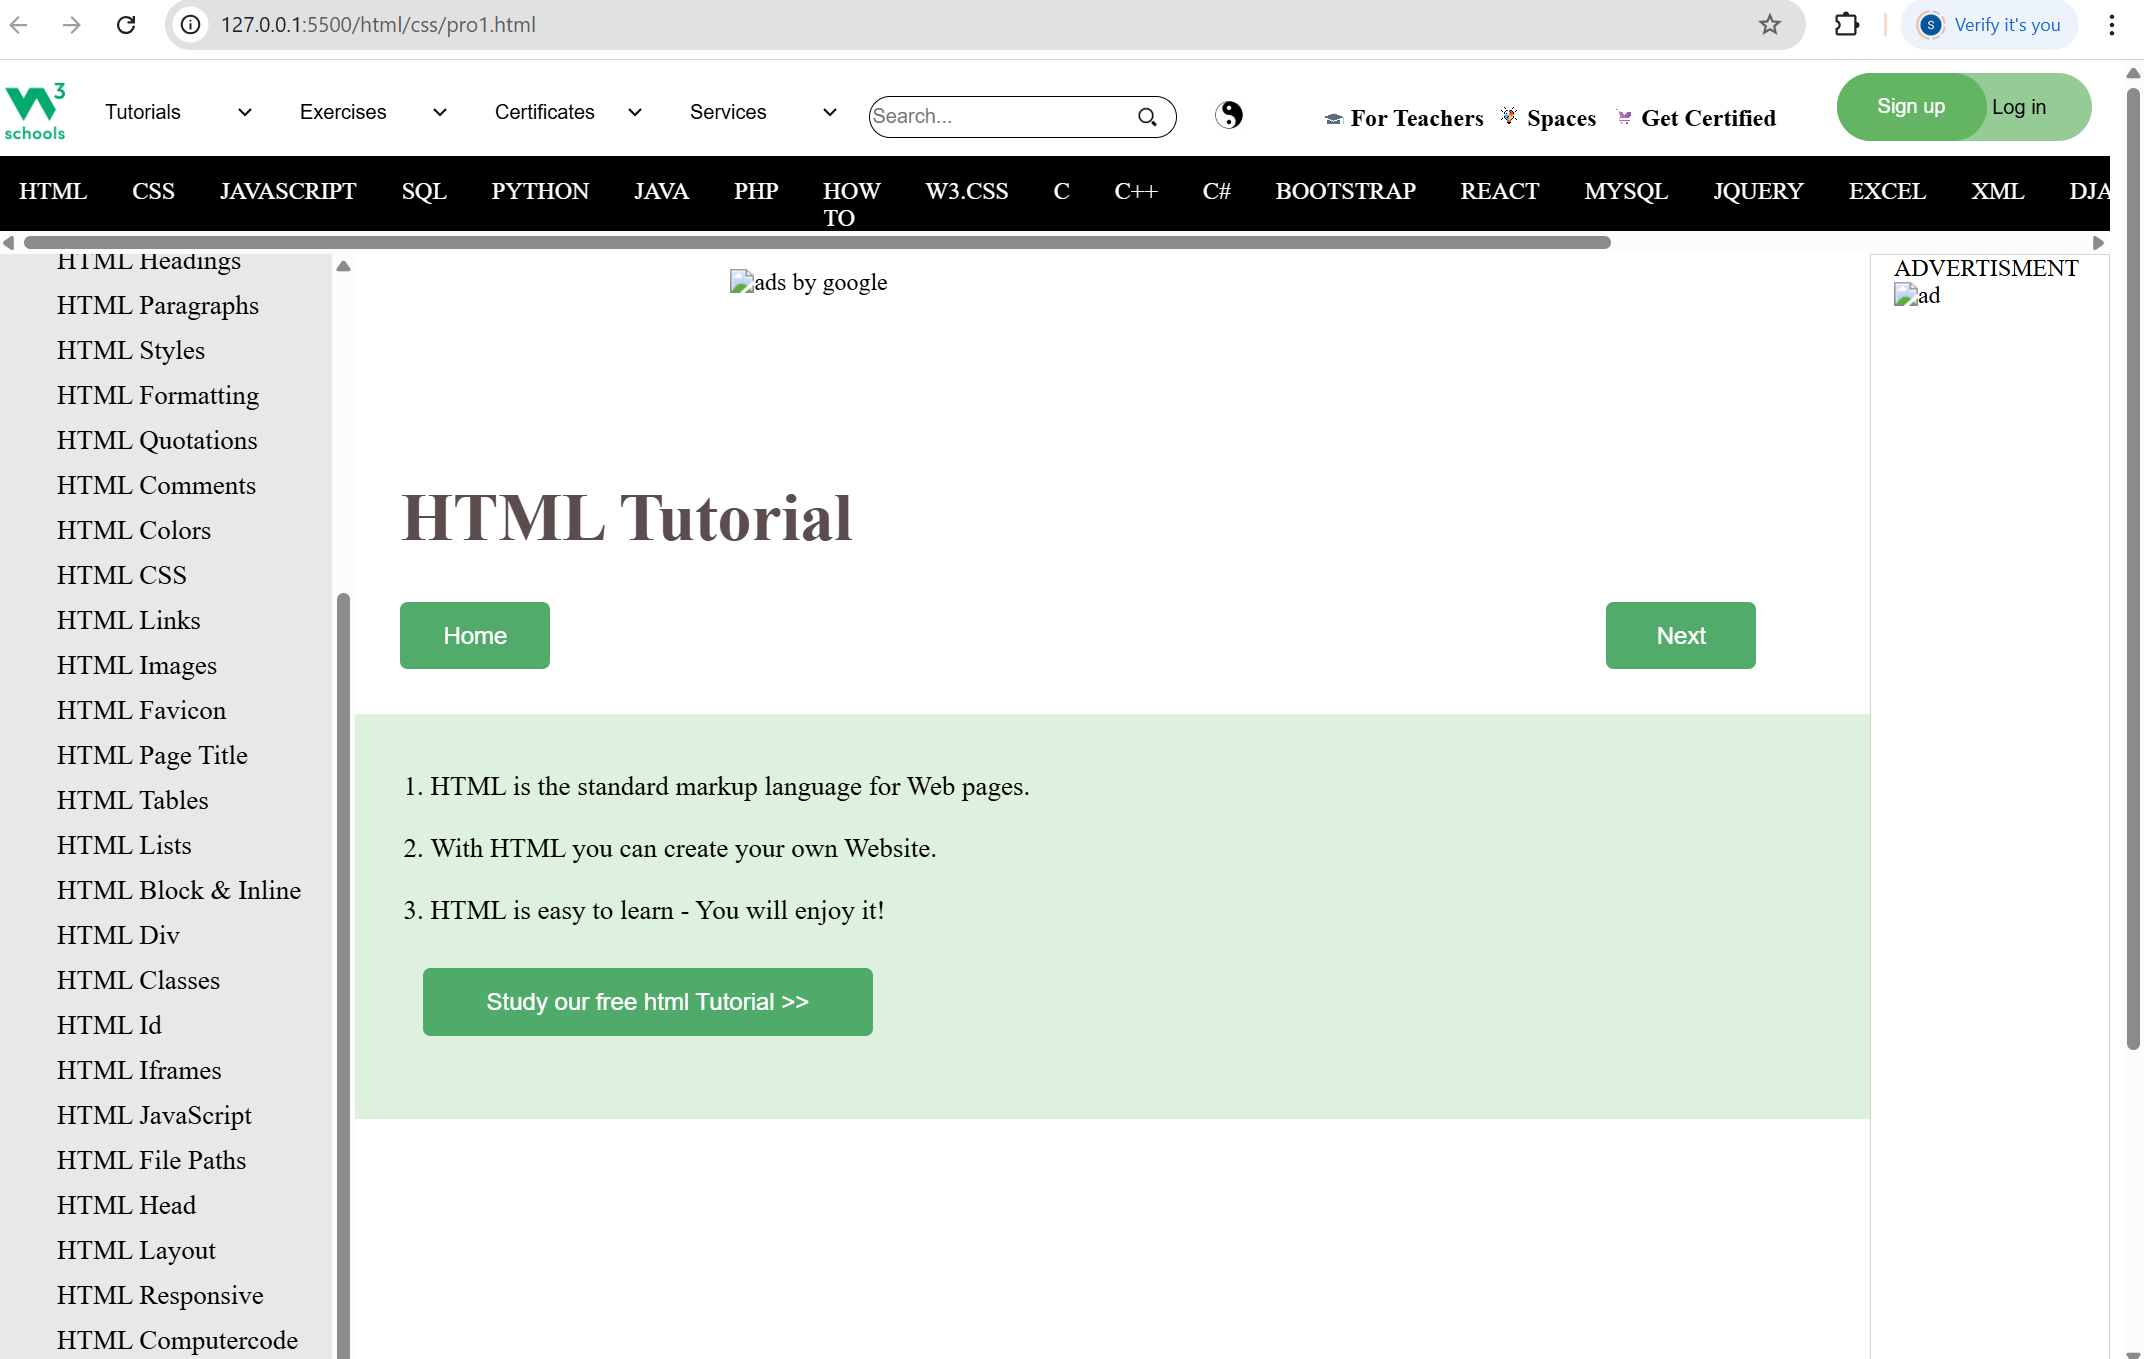 127.0.0.1:5500/html/css/pro1.html
S
Verify it's you
3
schools
Tutorials
Exercises
Certificates
Services
Search...
For Teachers
Spaces
Get Certified
Sign up
Log in
HTML CSS JAVASCRIPT SQL PYTHON JAVA PHP HOW W3.CSS C C++ C# BOOTSTRAP REACT MYSQL JQUERY EXCEL XML DJA
TO
HTML Headings
HTML Paragraphs
HTML Styles
HTML Formatting
HTML Quotations
HTML Comments
HTML Colors
HTML CSS
HTML Links
HTML Images
HTML Favicon
HTML Page Title
HTML Tables
HTML Lists
HTML Block & Inline
HTML Div
HTML Classes
HTML Id
HTML Iframes
HTML JavaScript
HTML File Paths
HTML Head
HTML Layout
HTML Responsive
HTML Computercode
ads by google
HTML Tutorial
Home
Next
1. HTML is the standard markup language for Web pages.
2. With HTML you can create your own Website.
3. HTML is easy to learn - You will enjoy it!
Study our free html Tutorial >>
ADVERTISMENT
ad